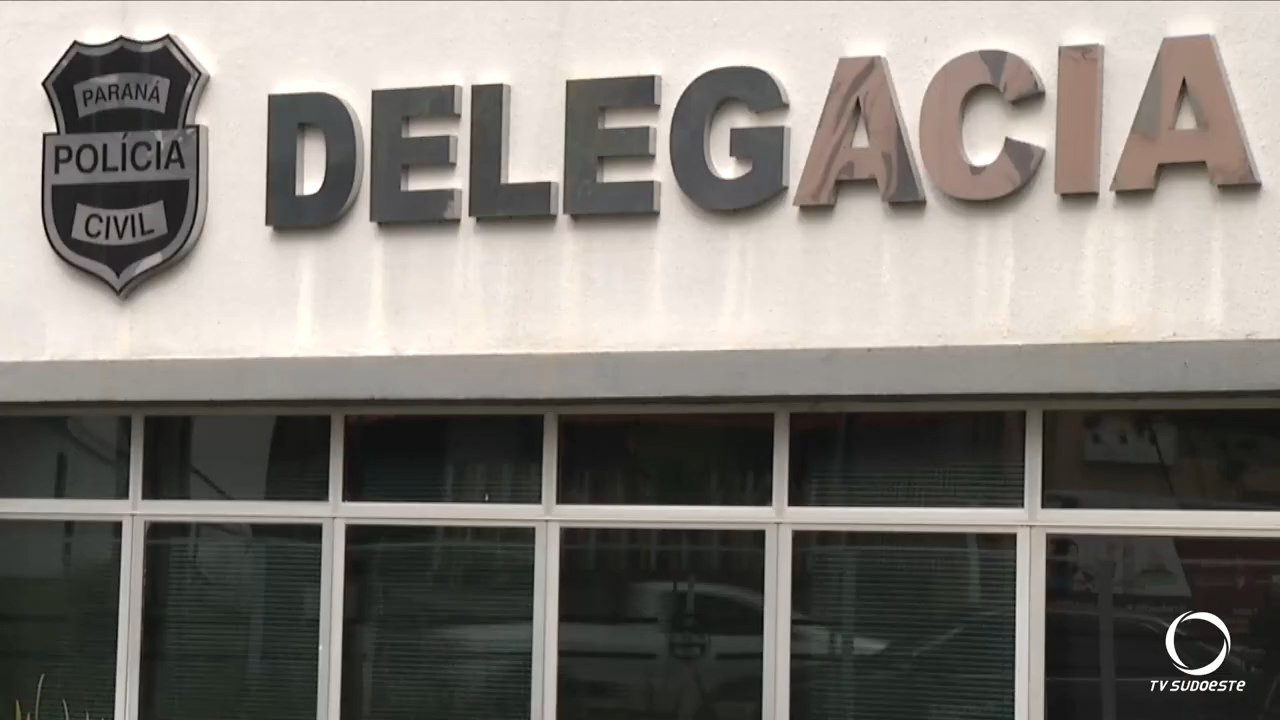 PARANÁ
POLÍCIA
CIVIL
DELEGACIA
TV SUDOESTE